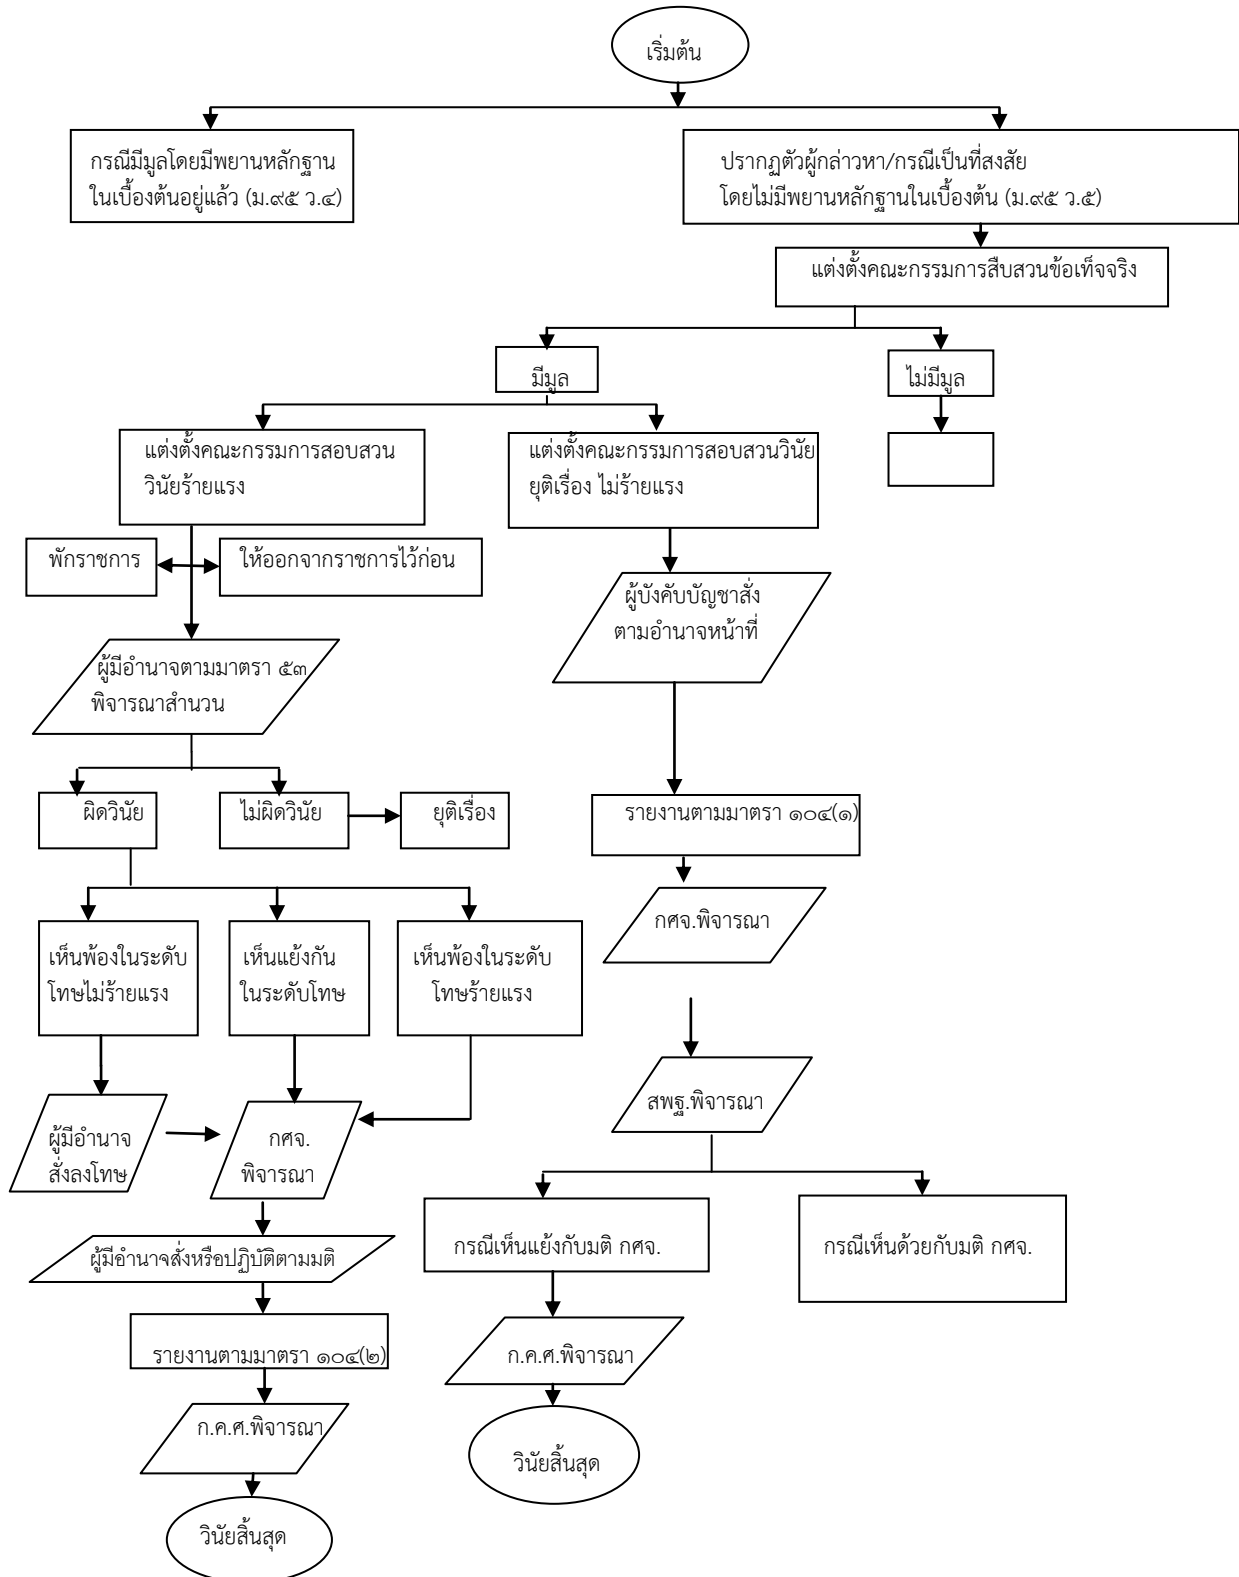 เริ่มต้น
กรณีมีมูลโดยมีพยานหลักฐาน
ในเบื้องต้นอยู่แล้ว (ม.๙๕ ว.๔)
ปรากฏตัวผู้กล่าวหา/กรณีเป็นที่สงสัย
โดยไม่มีพยานหลักฐานในเบื้องต้น (ม.๙๕ ว.๕)
แต่งตั้งคณะกรรมการสืบสวนข้อเท็จจริง
มีมูล
ไม่มีมูล
แต่งตั้งคณะกรรมการสอบสวน
วินัยร้ายแรง
แต่งตั้งคณะกรรมการสอบสวนวินัย
ยุติเรื่อง ไม่ร้ายแรง
พักราชการ
ให้ออกจากราชการไว้ก่อน
ผู้บังคับบัญชาสั่ง
ตามอำนาจหน้าที่
ผู้มีอำนาจตามมาตรา ๕๓
พิจารณาสำนวน
ผิดวินัย
ไม่ผิดวินัย
ยุติเรื่อง
รายงานตามมาตรา ๑๐๔(๑)
กศจ.พิจารณา
เห็นพ้องในระดับ
โทษไม่ร้ายแรง
เห็นแย้งกัน
ในระดับโทษ
เห็นพ้องในระดับ
โทษร้ายแรง
สพฐ.พิจารณา
ผู้มีอำนาจ
สั่งลงโทษ
กศจ.
พิจารณา
กรณีเห็นแย้งกับมติ กศจ.
กรณีเห็นด้วยกับมติ กศจ.
ผู้มีอำนาจสั่งหรือปฏิบัติตามมติ
รายงานตามมาตรา ๑๐๔(๒)
ก.ค.ศ.พิจารณา
ก.ค.ศ.พิจารณา
วินัยสิ้นสุด
วินัยสิ้นสุด